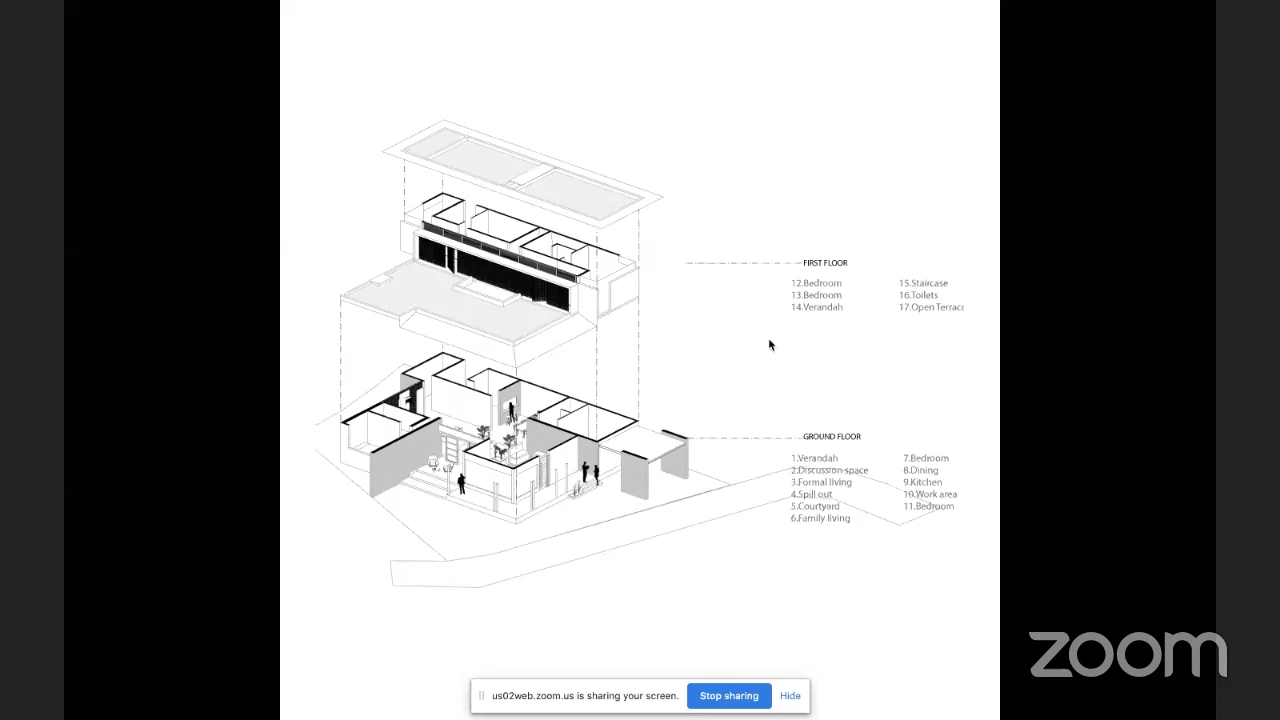 FIRST FLOOR
12.Bedroom 15.Staircase
13.Bedroom 16.Toilets
14.Verandah 17.Open Terrace
GROUND FLOOR
1.Verandah 7.Bedroom
2.Discussion space 8.Dining
3.Formal living 9.Kitchen
4.Spill out 10.Work area
5.Courtyard 11.Bedroom
6.Family living
zoom
us02web.zoom.us is sharing your screen. Stop sharing Hide